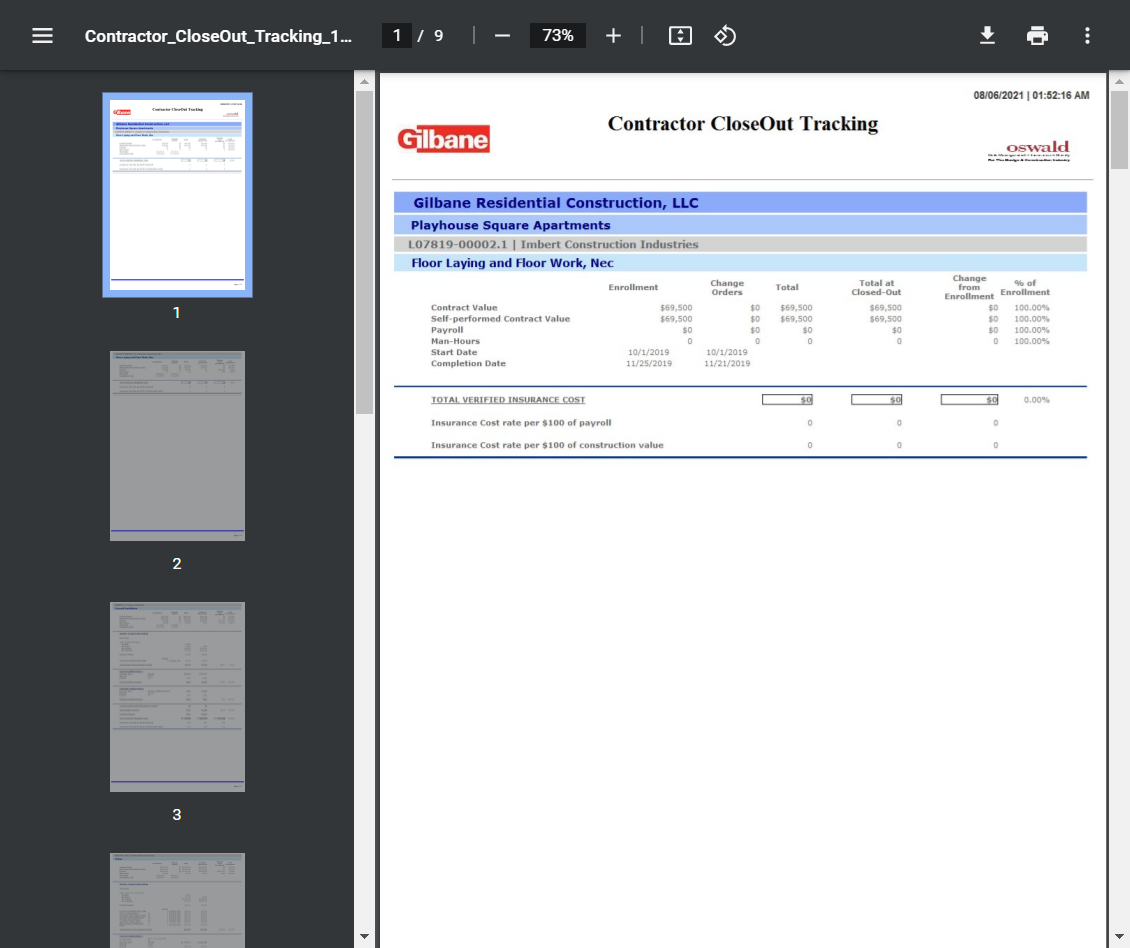 Contractor_CloseOut_Tracking_1...
1 / 9
73%
08/06/2021 | 01:52:16 AM
Contractor CloseOut Tracking
Gilbane
oswald
Gilbane Residential Construction, LLC
Playhouse Square Apartments
L07819-00002.1 | Imbert Construction Industries
Floor Laying and Floor Work, Nec
Enrollment Change Orders Total Total at Closed-Out Change from Enrollment % of Enrollment
Contract Value $69,500 $0 $69,500 $69,500 $0 100.00%
Self-performed Contract Value $69,500 $0 $69,500 $69,500 $0 100.00%
Payroll $0 $0 $0 $0 $0 100.00%
Man-Hours 0 0 0 0 0 100.00%
Start Date 10/1/2019 10/1/2019
Completion Date 11/25/2019 11/21/2019
TOTAL VERIFIED INSURANCE COST $0 $0 $0 0.00%
Insurance Cost rate per $100 of payroll 0 0 0
Insurance Cost rate per $100 of construction value 0 0 0
1
2
3